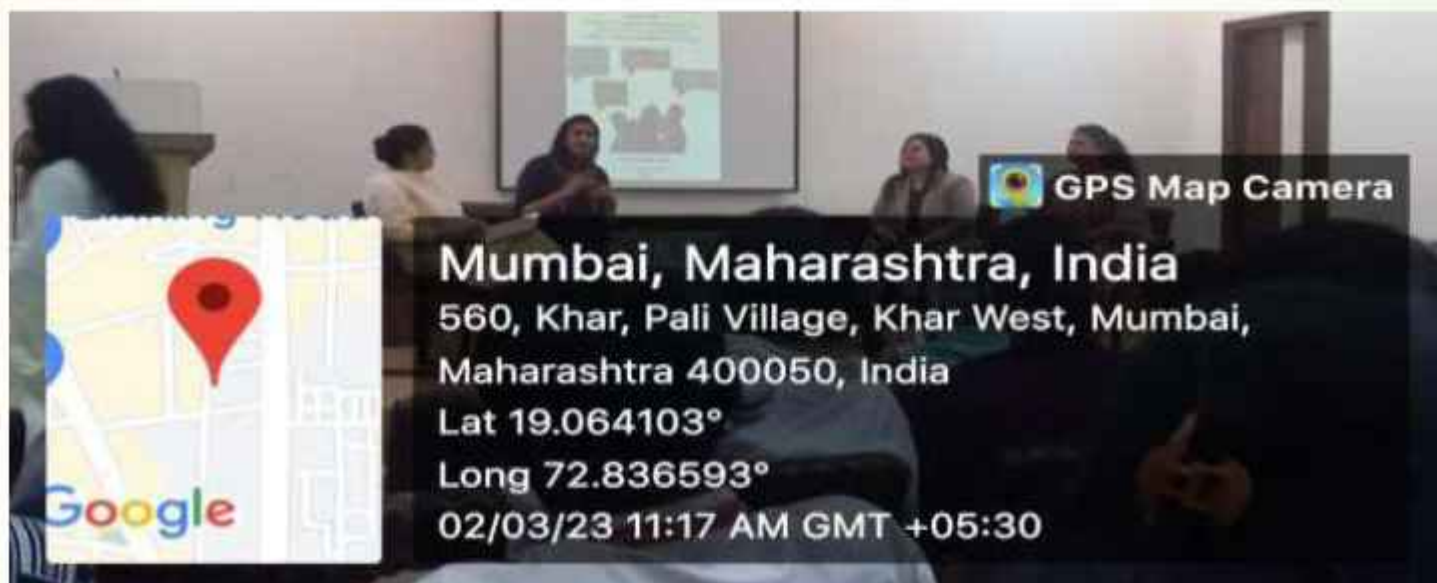 GPS Map Camera
Mumbai, Maharashtra, India
560, Khar, Pali Village, Khar West, Mumbai,
Maharashtra 400050, India
Lat 19.064103°
Long 72.836593°
02/03/23 11:17 AM GMT +05:30
Google